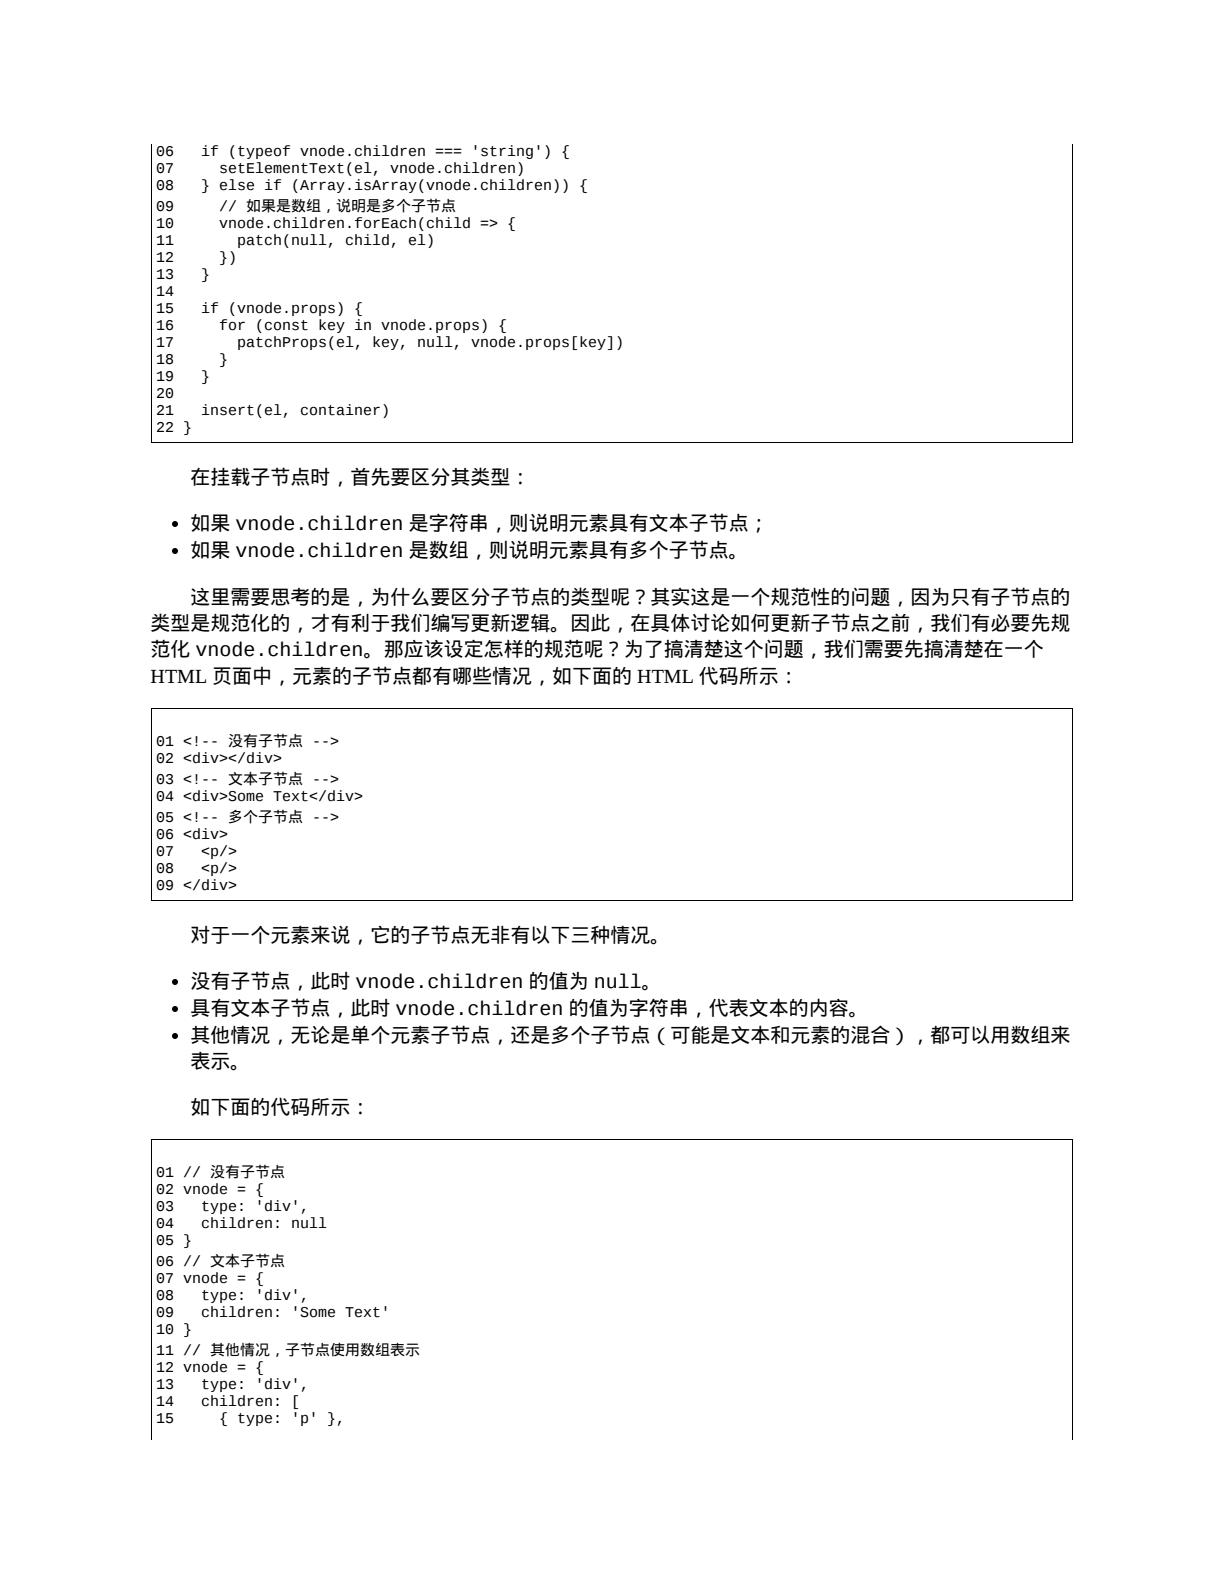 06   if (typeof vnode.children === 'string') {
07     setElementText(el, vnode.children)
08   } else if (Array.isArray(vnode.children)) {
09     // 如果是数组，说明是多个子节点
10     vnode.children.forEach(child => {
11       patch(null, child, el)
12     })
13   }
14
15   if (vnode.props) {
16     for (const key in vnode.props) {
17       patchProps(el, key, null, vnode.props[key])
18     }
19   }
20
21   insert(el, container)
22 }
在挂载子节点时，首先要区分其类型：
• 如果 vnode.children 是字符串，则说明元素具有文本子节点；
• 如果 vnode.children 是数组，则说明元素具有多个子节点。
这里需要思考的是，为什么要区分子节点的类型呢？其实这是一个规范性的问题，因为只有子节点的
类型是规范化的，才有利于我们编写更新逻辑。因此，在具体讨论如何更新子节点之前，我们有必要先规
范化 vnode.children。那应该设定怎样的规范呢？为了搞清楚这个问题，我们需要先搞清楚在一个
HTML 页面中，元素的子节点都有哪些情况，如下面的 HTML 代码所示：
01 <!-- 没有子节点 -->
02 <div></div>
03 <!-- 文本子节点 -->
04 <div>Some Text</div>
05 <!-- 多个子节点 -->
06 <div>
07   <p/>
08   <p/>
09 </div>
对于一个元素来说，它的子节点无非有以下三种情况。
• 没有子节点，此时 vnode.children 的值为 null。
• 具有文本子节点，此时 vnode.children 的值为字符串，代表文本的内容。
• 其他情况，无论是单个元素子节点，还是多个子节点（可能是文本和元素的混合），都可以用数组来
表示。
如下面的代码所示：
01 // 没有子节点
02 vnode = {
03   type: 'div',
04   children: null
05 }
06 // 文本子节点
07 vnode = {
08   type: 'div',
09   children: 'Some Text'
10 }
11 // 其他情况，子节点使用数组表示
12 vnode = {
13   type: 'div',
14   children: [
15     { type: 'p' },